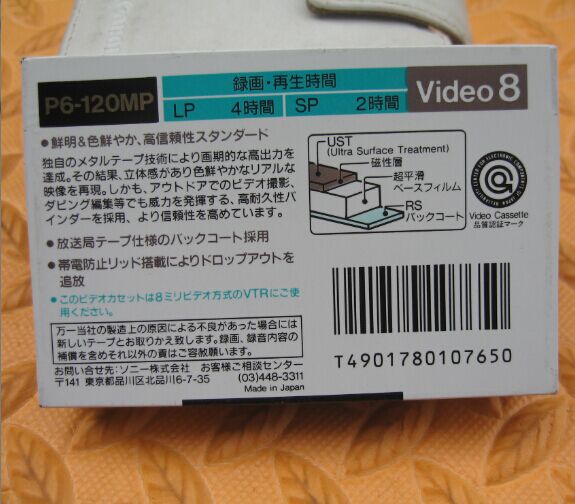 P6-120MP
録画・再生時間
LP 4時間 SP 2時間
Video 8
●鮮明&色鮮やか、高信頼性スタンダード
独自のメタルテープ技術により画期的な高出力を
達成。その結果、立体感があり色鮮やかなリアルな
映像を再現。しかも、アウトドアでのビデオ撮影、
ダビング編集等でも威力を発揮する、高耐久性バ
インダーを採用、より信頼性を高めています。
●放送局テープ仕様のバックコート採用
●帯電防止リッド搭載によりドロップアウトを
追放
●このビデオカセットは8ミリビデオ方式のVTRにご使
用ください。
万一当社の製造上の原因による不良があった場合には
新しいテープとお取りかえ致します。録画、録音内容の
補償を含めそれ以外の責はご容赦願います。
お問い合せ先:ソニー株式会社 お客様ご相談センター
〒141 東京都品川区北品川6-7-35 (03)448-3311
Made in Japan
UST
(Ultra Surface Treatment)
磁性層
超平滑
ベースフィルム
RS
バックコート
Video Cassette
品質認証マーク
T4901780107650